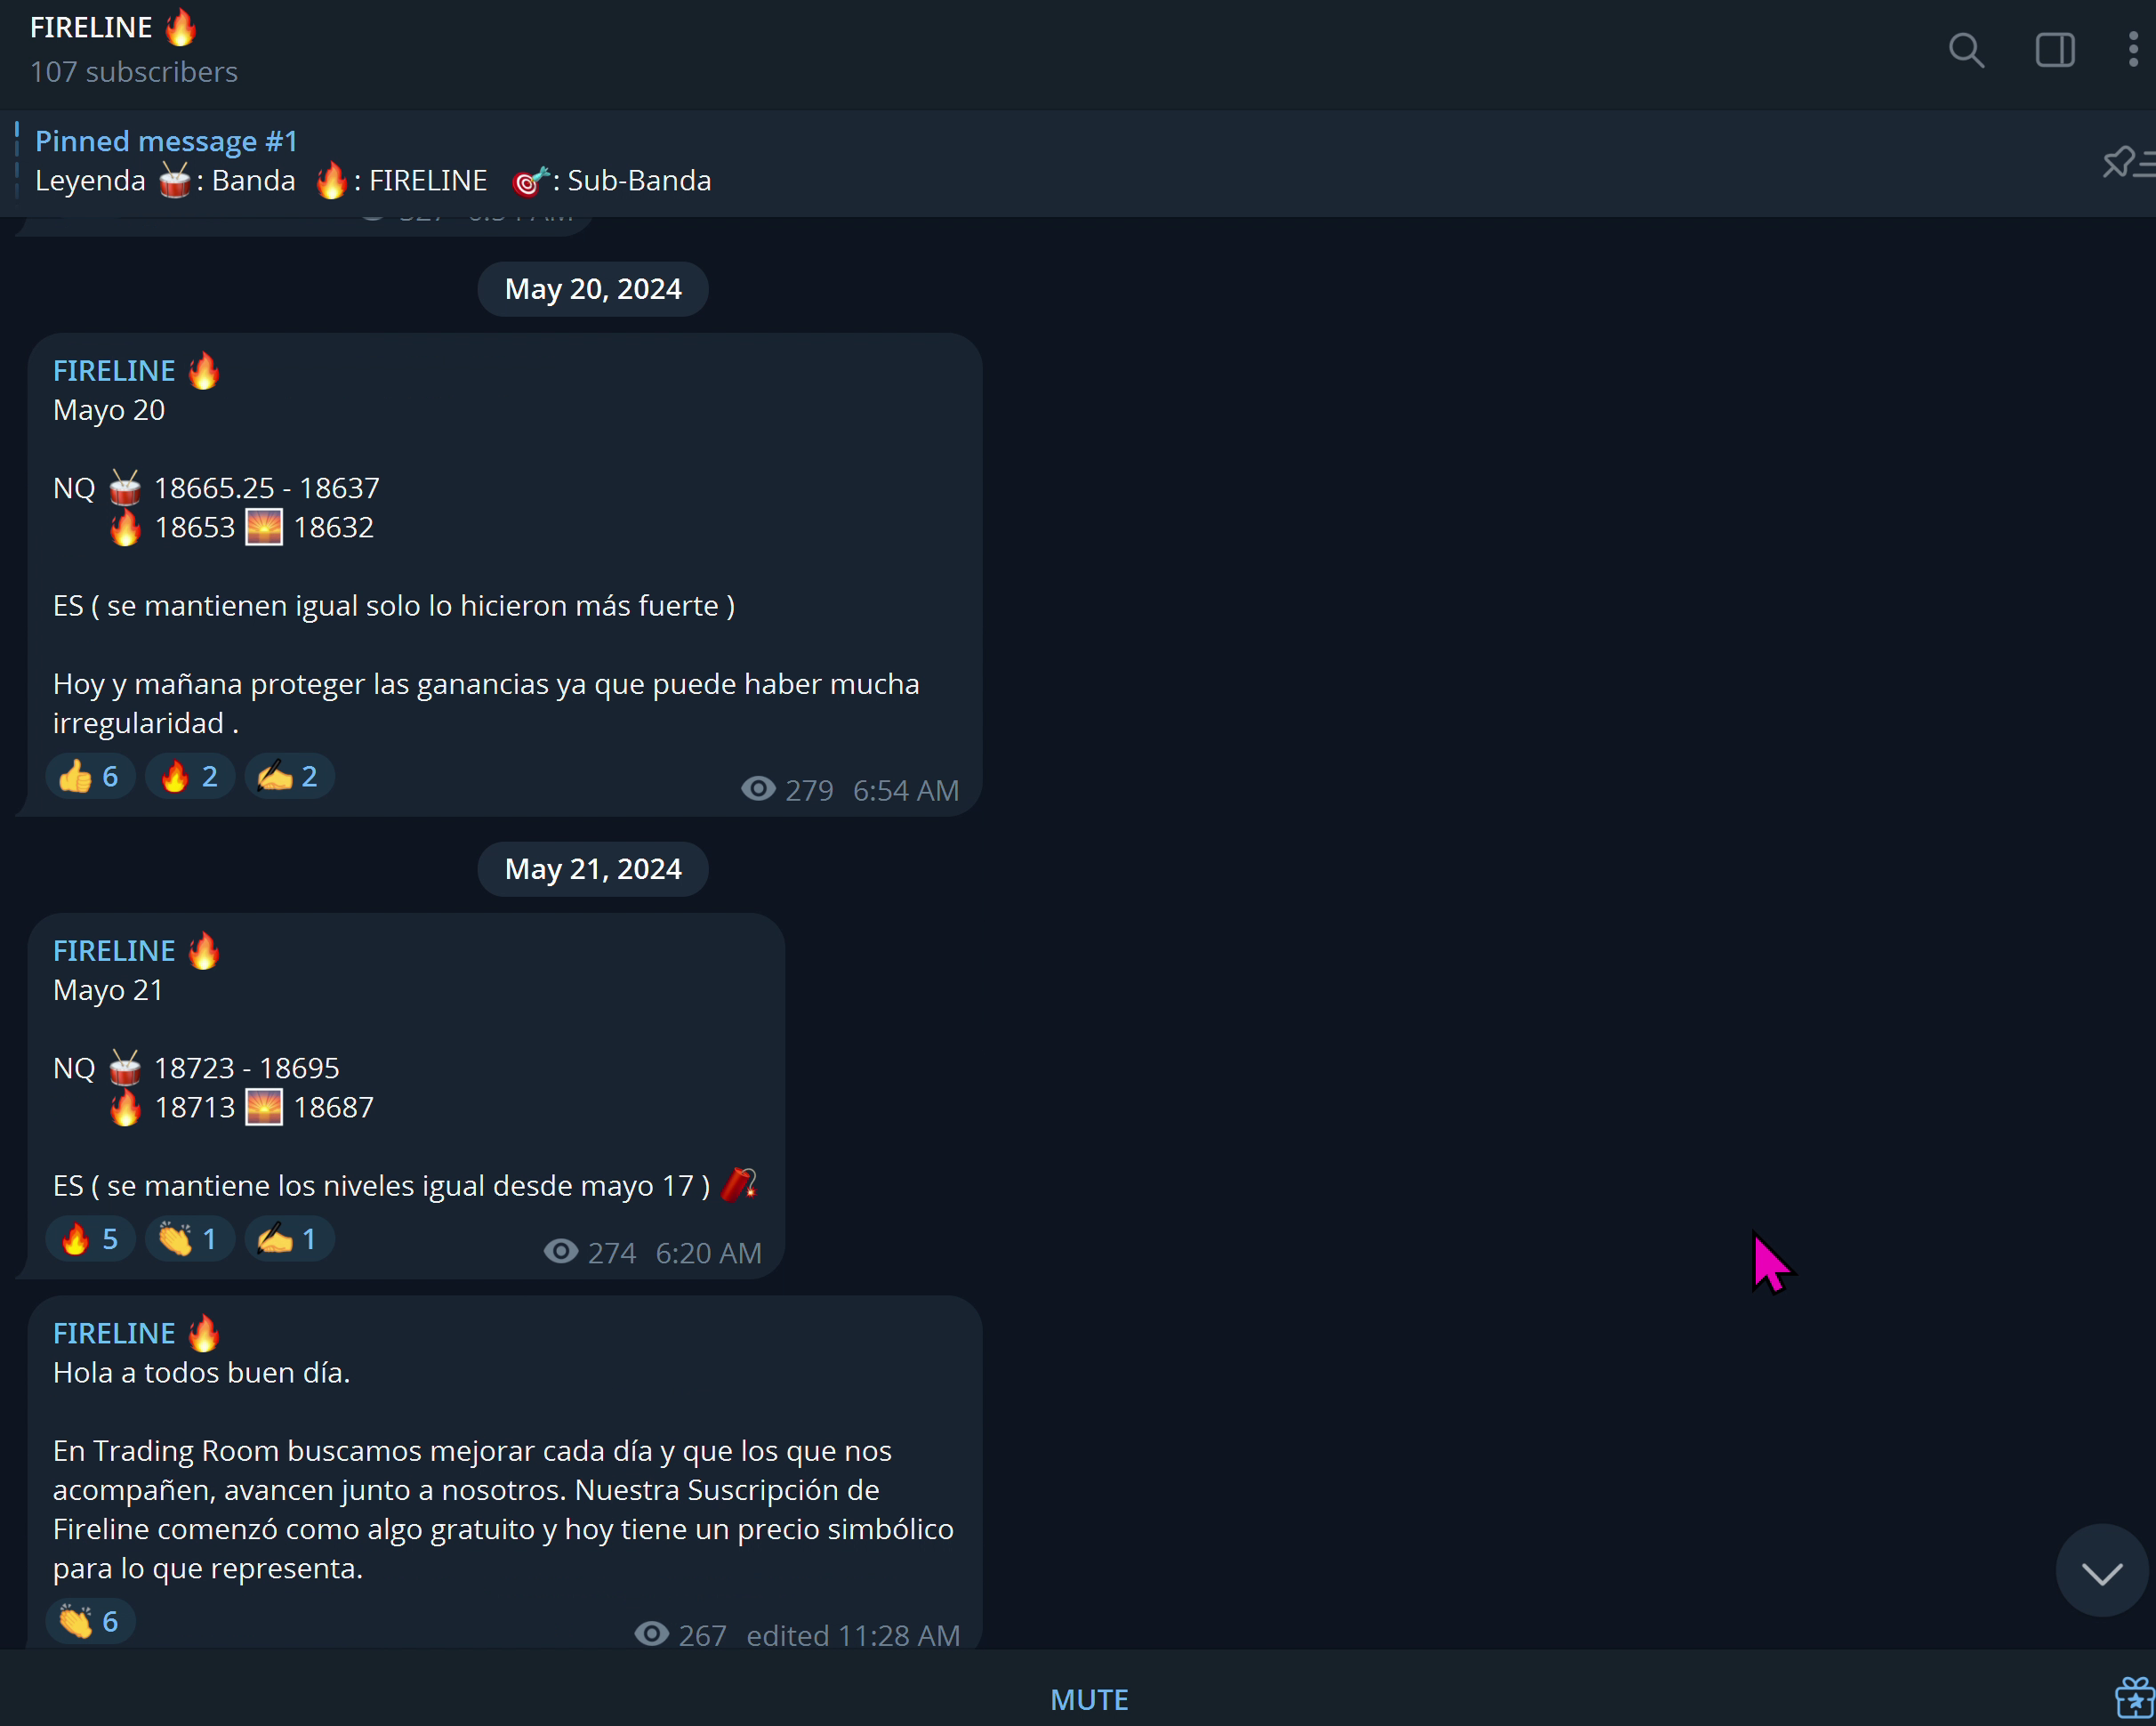 FIRELINE 🔥
107 subscribers
Pinned message #1
Leyenda 🥁: Banda 🔥: FIRELINE 🎯: Sub-Banda
May 20, 2024
FIRELINE 🔥
Mayo 20
NQ 🥁 18665.25 - 18637
🔥 18653 🌅 18632
ES ( se mantienen igual solo lo hicieron más fuerte )
Hoy y mañana proteger las ganancias ya que puede haber mucha
irregularidad .
👍 6 🔥 2 ✍️ 2
279 6:54 AM
May 21, 2024
FIRELINE 🔥
Mayo 21
NQ 🥁 18723 - 18695
🔥 18713 🌅 18687
ES ( se mantiene los niveles igual desde mayo 17 ) 🧨
🔥 5 👏 1 ✍️ 1
274 6:20 AM
FIRELINE 🔥
Hola a todos buen día.
En Trading Room buscamos mejorar cada día y que los que nos
acompañen, avancen junto a nosotros. Nuestra Suscripción de
Fireline comenzó como algo gratuito y hoy tiene un precio simbólico
para lo que representa.
👏 6
267 edited 11:28 AM
MUTE